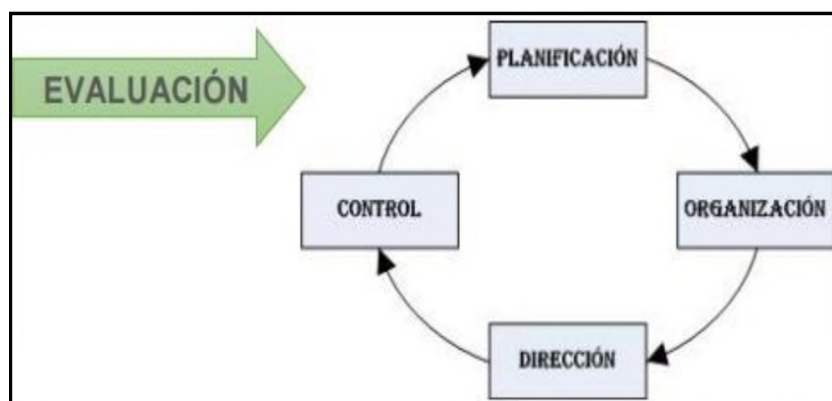 EVALUACIÓN
PLANIFICACIÓN
ORGANIZACIÓN
DIRECCIÓN
CONTROL